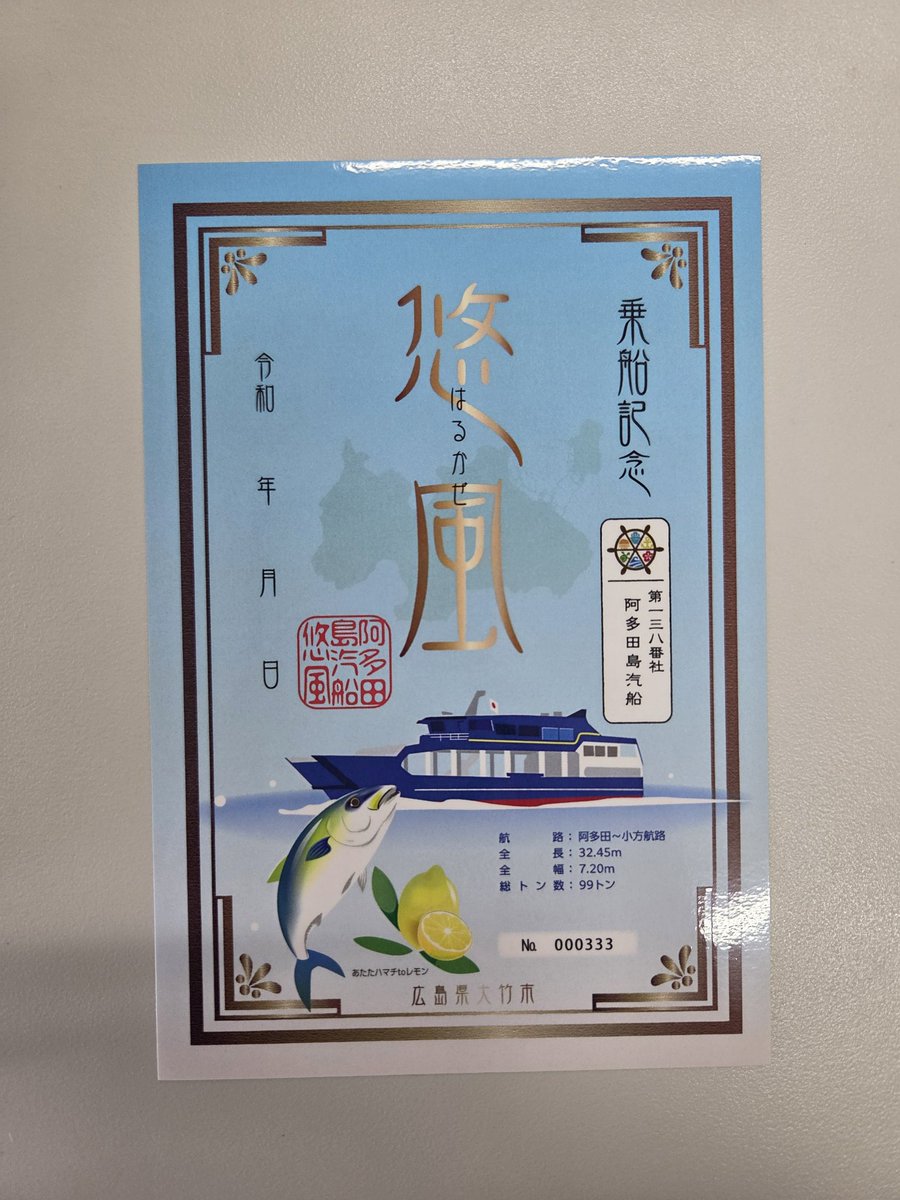 乗船記念
第一三八番社
阿多田島汽船
悠風
はるかぜ
令和 年 月 日
阿多田
島汽船
悠風
航路：阿多田～小方航路
全長：32.45m
全幅：7.20m
総トン数：99トン
№ 000333
あたたハマチtoレモン
広島県大竹市